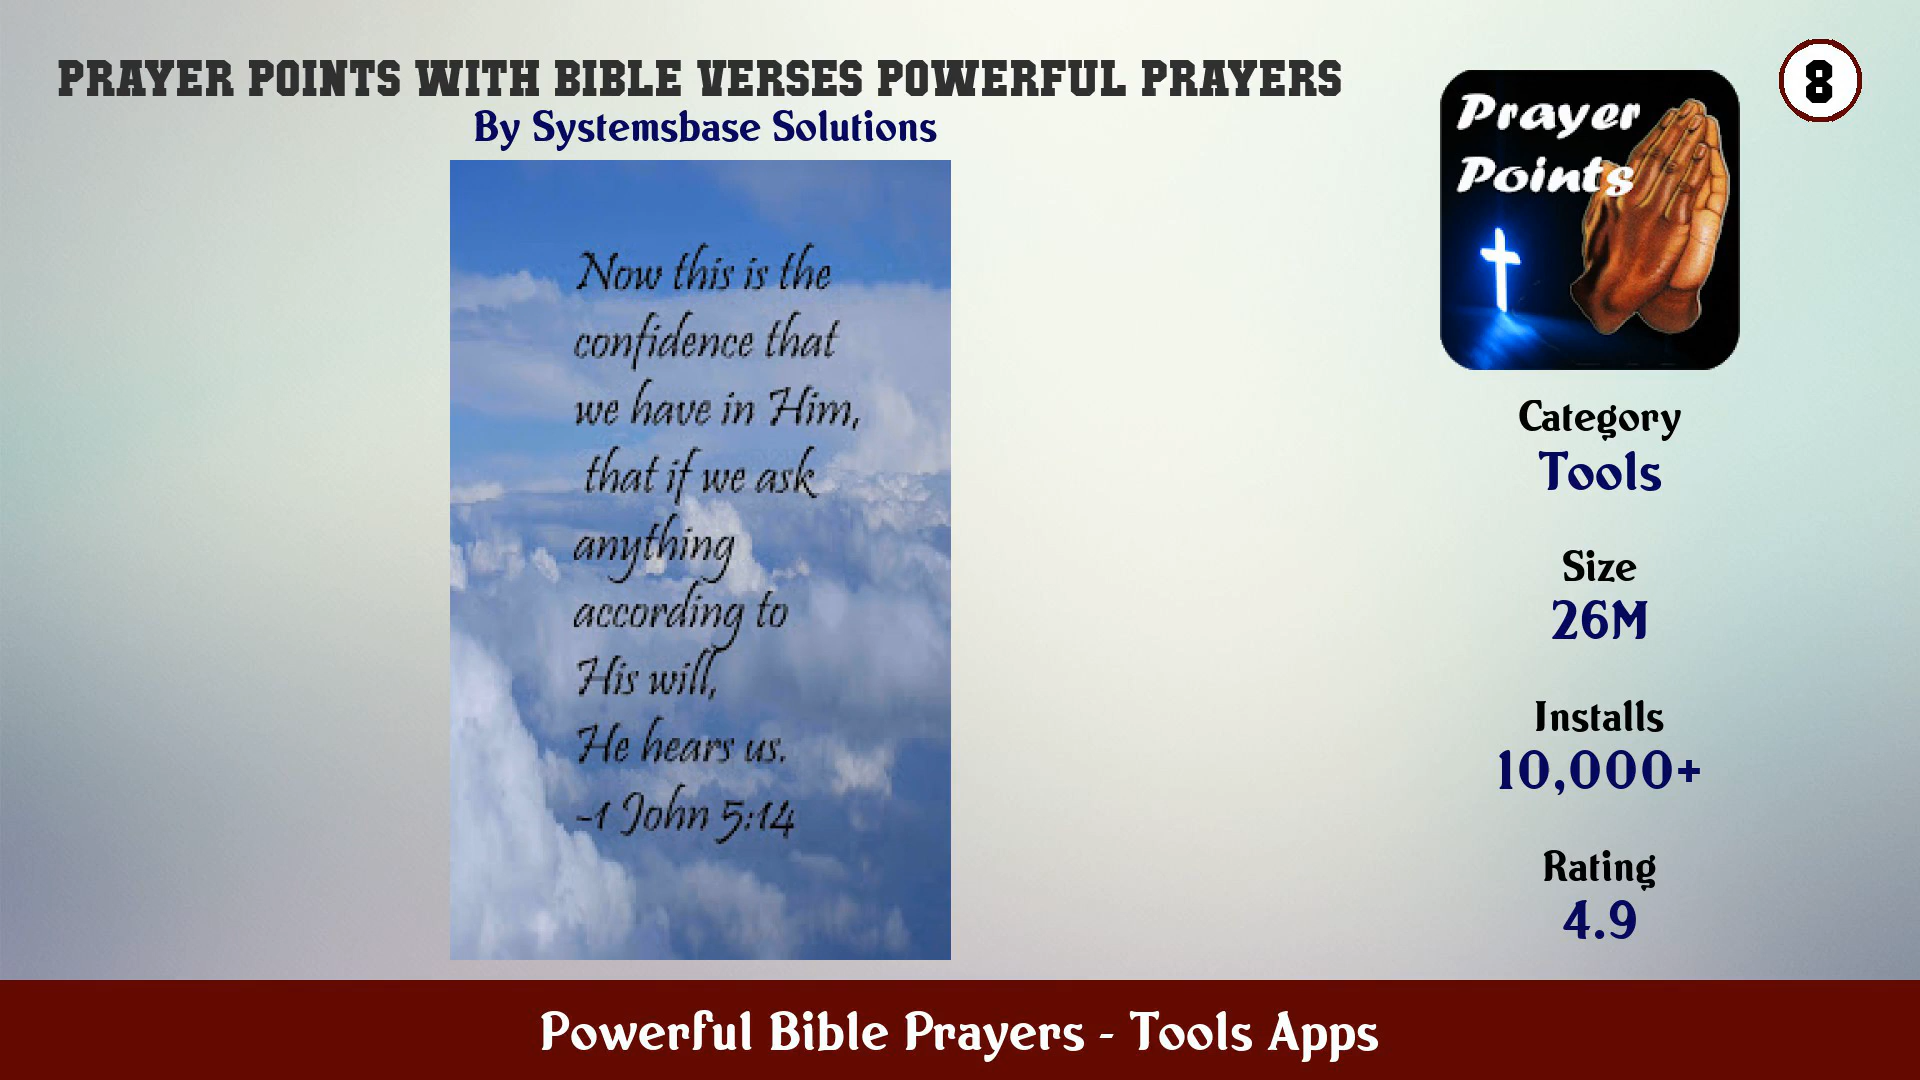 PRAYER POINTS WITH BIBLE VERSES POWERFUL PRAYERS
By Systemsbase Solutions
8
Prayer
Points
Now this is the
confidence that
we have in Him,
that if we ask
anything
according to
His will,
He hears us.
-1 John 5:14
Category
Tools
Size
26M
Installs
10,000+
Rating
4.9
Powerful Bible Prayers - Tools Apps